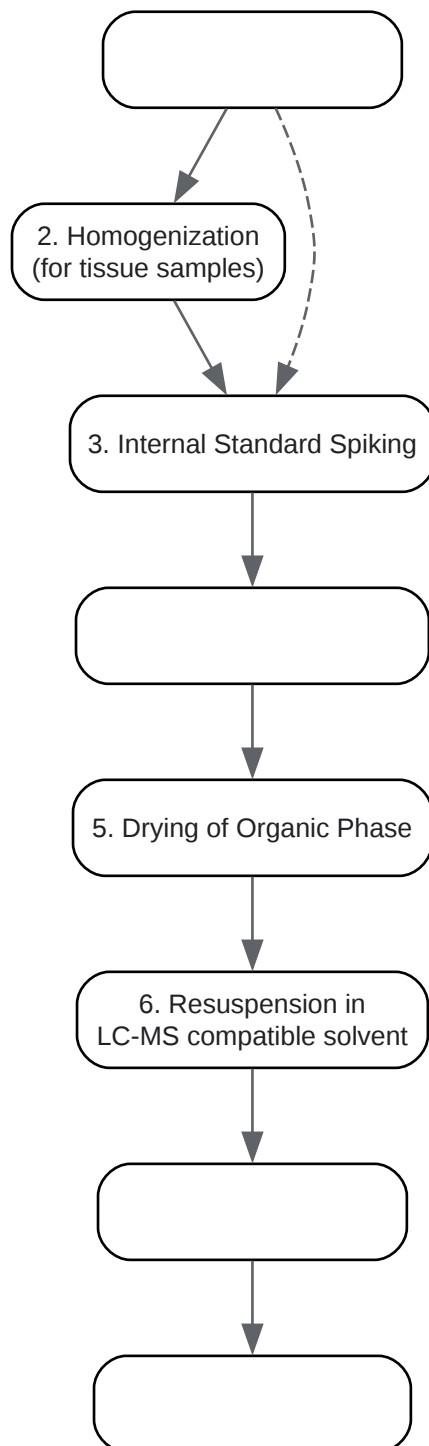 2. Homogenization
(for tissue samples)
3. Internal Standard Spiking
5. Drying of Organic Phase
6. Resuspension in
LC-MS compatible solvent